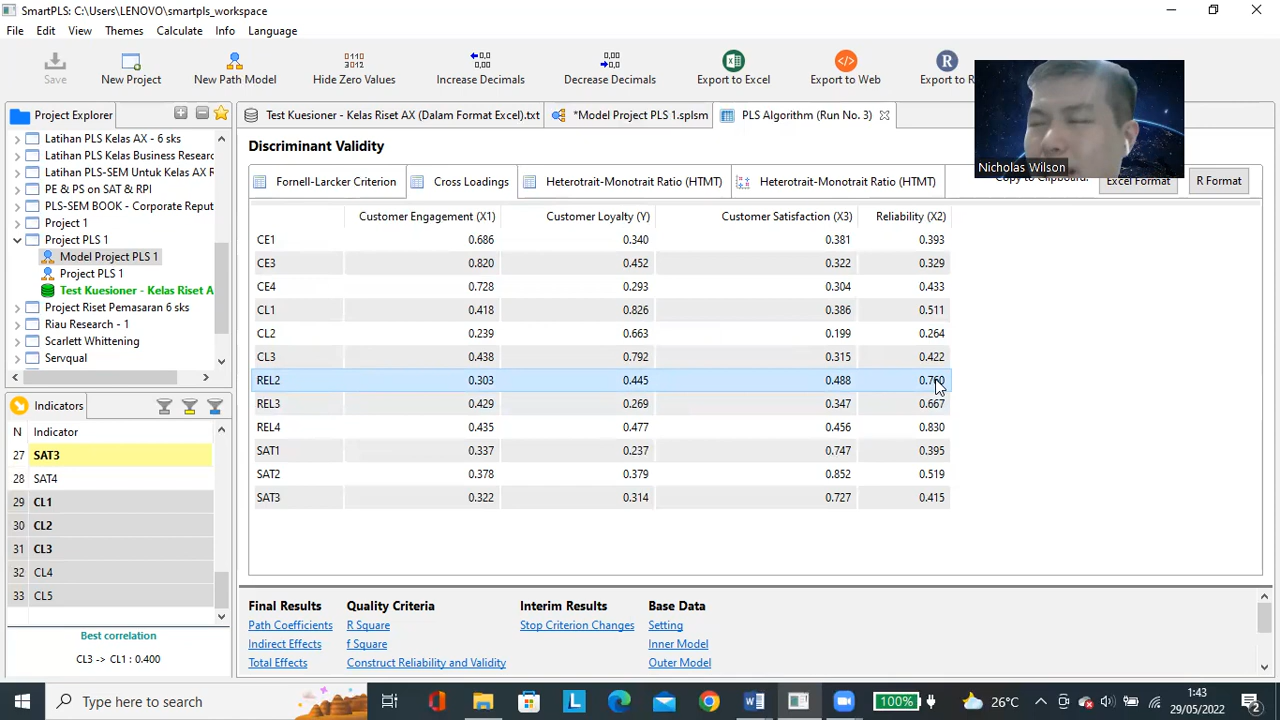 SmartPLS: C:\Users\LENOVO\smartpls_workspace
File Edit View Themes Calculate Info Language
Save New Project New Path Model Hide Zero Values Increase Decimals Decrease Decimals Export to Excel Export to Web Export to R
Project Explorer
Latihan PLS Kelas AX - 6 sks
Latihan PLS Kelas Business Researc
Latihan PLS-SEM Untuk Kelas AX R
PE & PS on SAT & RPI
PLS-SEM BOOK - Corporate Reput
Project 1
Project PLS 1
Model Project PLS 1
Project PLS 1
Test Kuesioner - Kelas Riset A
Project Riset Pemasaran 6 sks
Riau Research - 1
Scarlett Whittening
Servqual
Indicators
N Indicator
27 SAT3
28 SAT4
29 CL1
30 CL2
31 CL3
32 CL4
33 CL5
Best correlation
CL3 -> CL1 : 0.400
Test Kuesioner - Kelas Riset AX (Dalam Format Excel).txt *Model Project PLS 1.splsm PLS Algorithm (Run No. 3)
Discriminant Validity
Fornell-Larcker Criterion Cross Loadings Heterotrait-Monotrait Ratio (HTMT) Heterotrait-Monotrait Ratio (HTMT) Copy to Clipboard: Excel Format R Format
Nicholas Wilson
Customer Engagement (X1) Customer Loyalty (Y) Customer Satisfaction (X3) Reliability (X2)
CE1 0.686 0.340 0.381 0.393
CE3 0.820 0.452 0.322 0.329
CE4 0.728 0.293 0.304 0.433
CL1 0.418 0.826 0.386 0.511
CL2 0.239 0.663 0.199 0.264
CL3 0.438 0.792 0.315 0.422
REL2 0.303 0.445 0.488 0.760
REL3 0.429 0.269 0.347 0.667
REL4 0.435 0.477 0.456 0.830
SAT1 0.337 0.237 0.747 0.395
SAT2 0.378 0.379 0.852 0.519
SAT3 0.322 0.314 0.727 0.415
Final Results Quality Criteria Interim Results Base Data
Path Coefficients R Square Stop Criterion Changes Setting
Indirect Effects f Square Inner Model
Total Effects Construct Reliability and Validity Outer Model
Type here to search 100% 26°C 1:43
29/05/2022 2